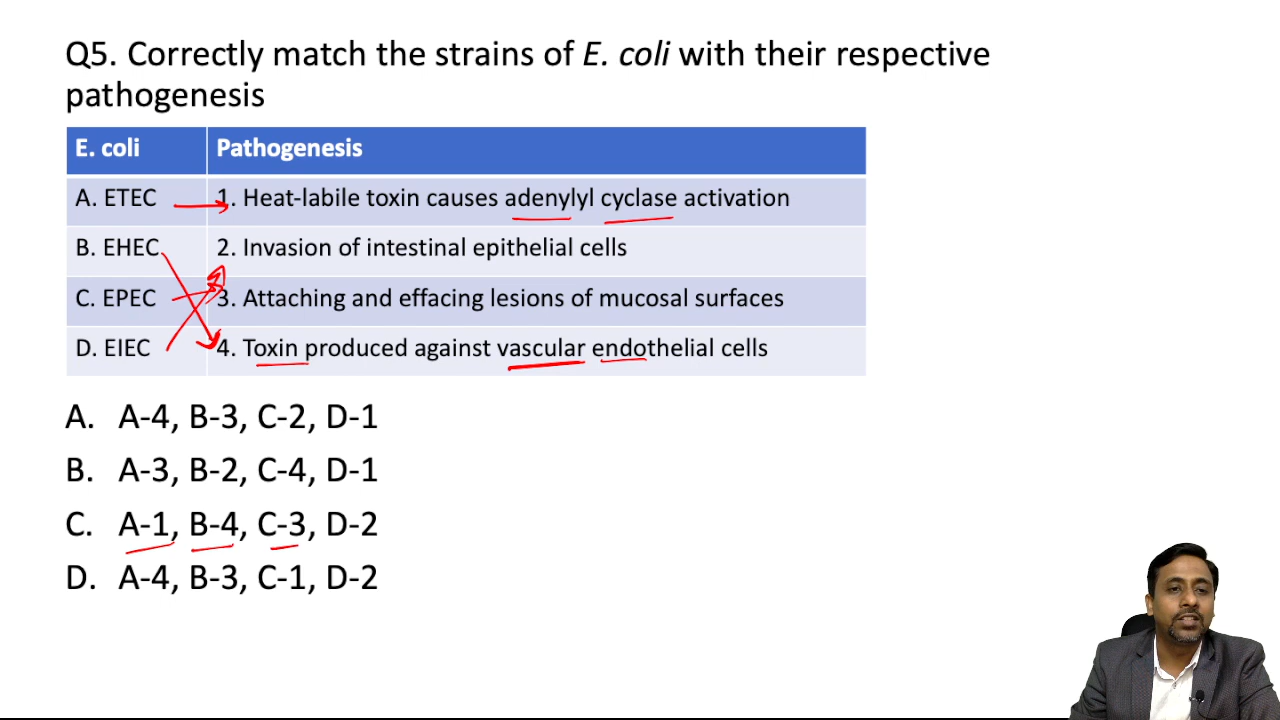 Q5. Correctly match the strains of E. coli with their respective
pathogenesis
E. coli Pathogenesis
A. ETEC 1. Heat-labile toxin causes adenylyl cyclase activation
B. EHEC 2. Invasion of intestinal epithelial cells
C. EPEC 3. Attaching and effacing lesions of mucosal surfaces
D. EIEC 4. Toxin produced against vascular endothelial cells
A. A-4, B-3, C-2, D-1
B. A-3, B-2, C-4, D-1
C. A-1, B-4, C-3, D-2
D. A-4, B-3, C-1, D-2